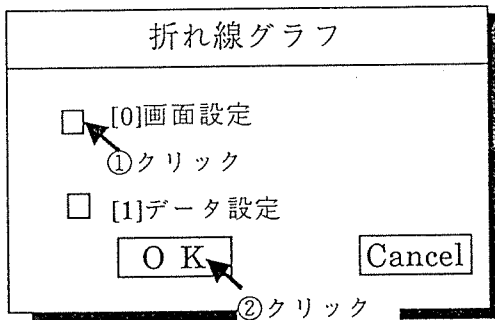 折れ線グラフ
[0]画面設定
①クリック
[1]データ設定
ＯＫ Cancel
②クリック